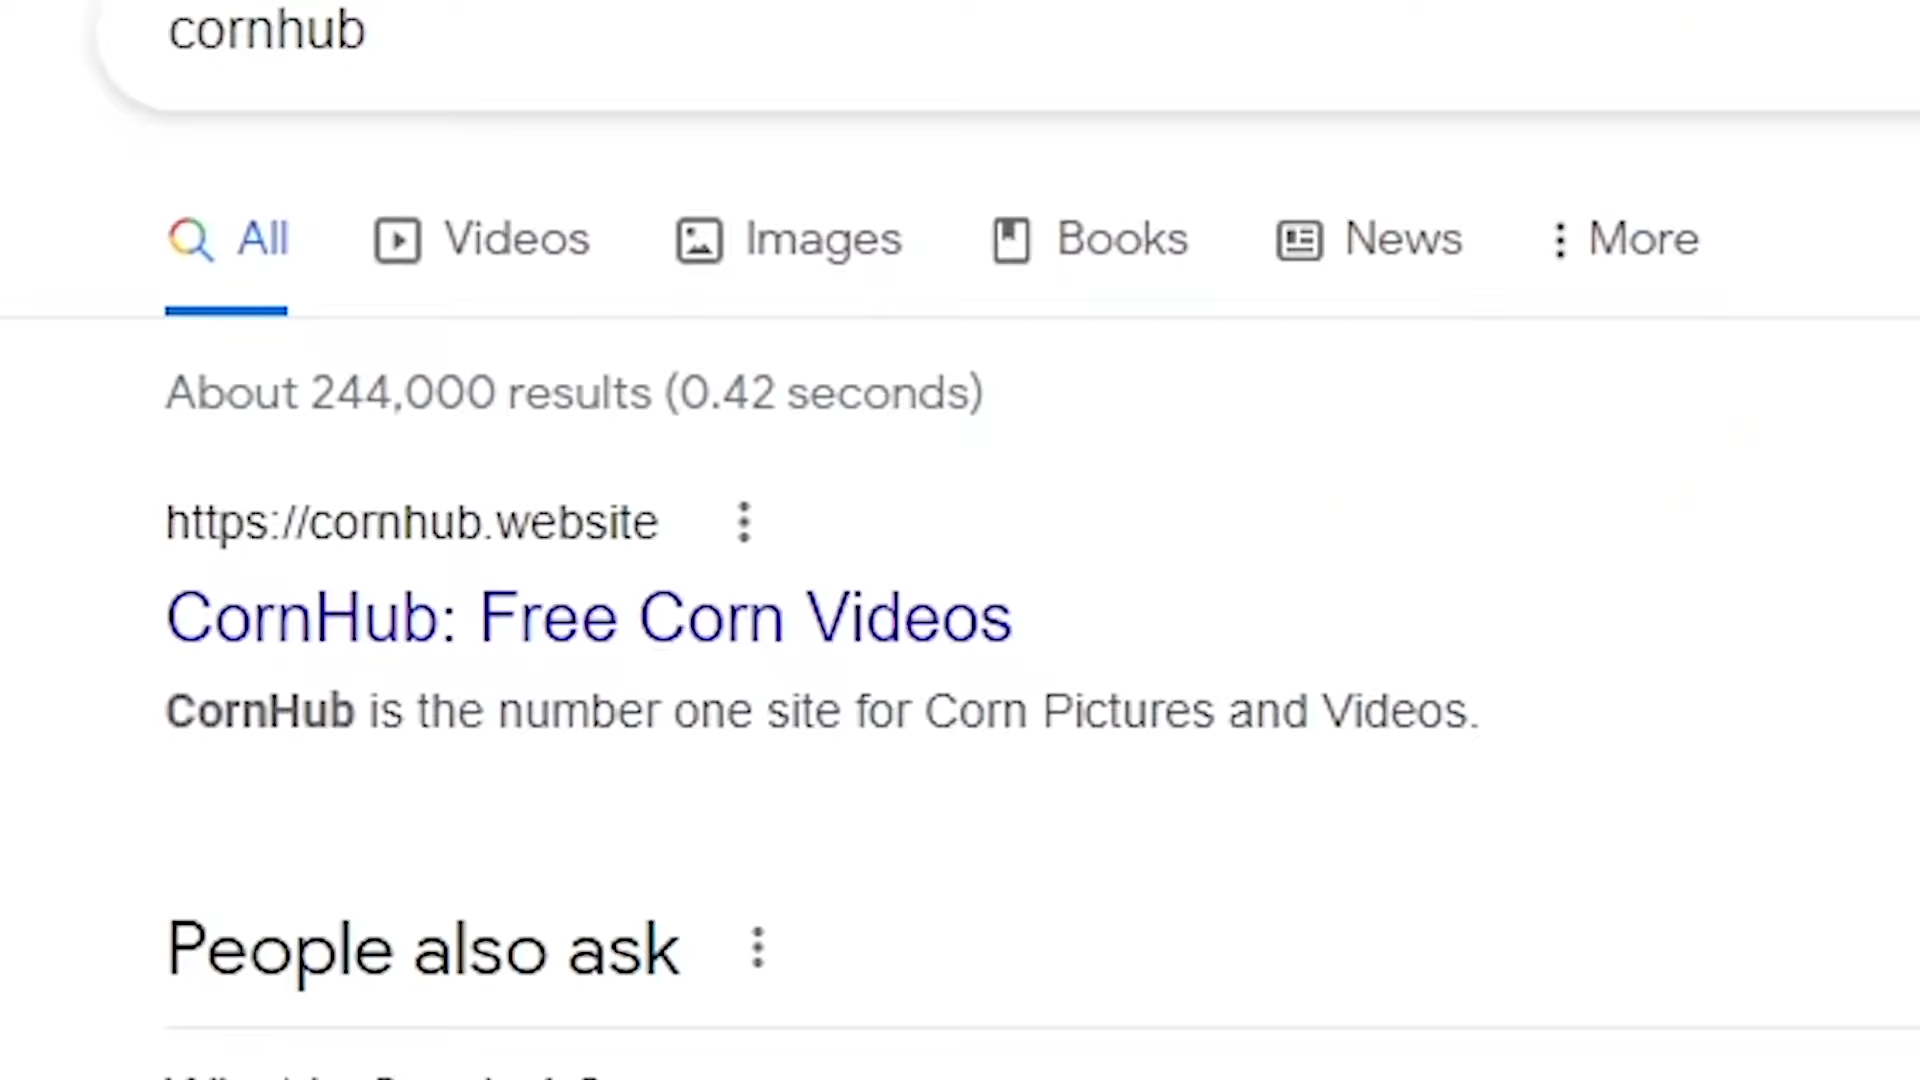 cornhub
All Videos Images Books News More
About 244,000 results (0.42 seconds)
https://cornhub.website
CornHub: Free Corn Videos
CornHub is the number one site for Corn Pictures and Videos.
People also ask